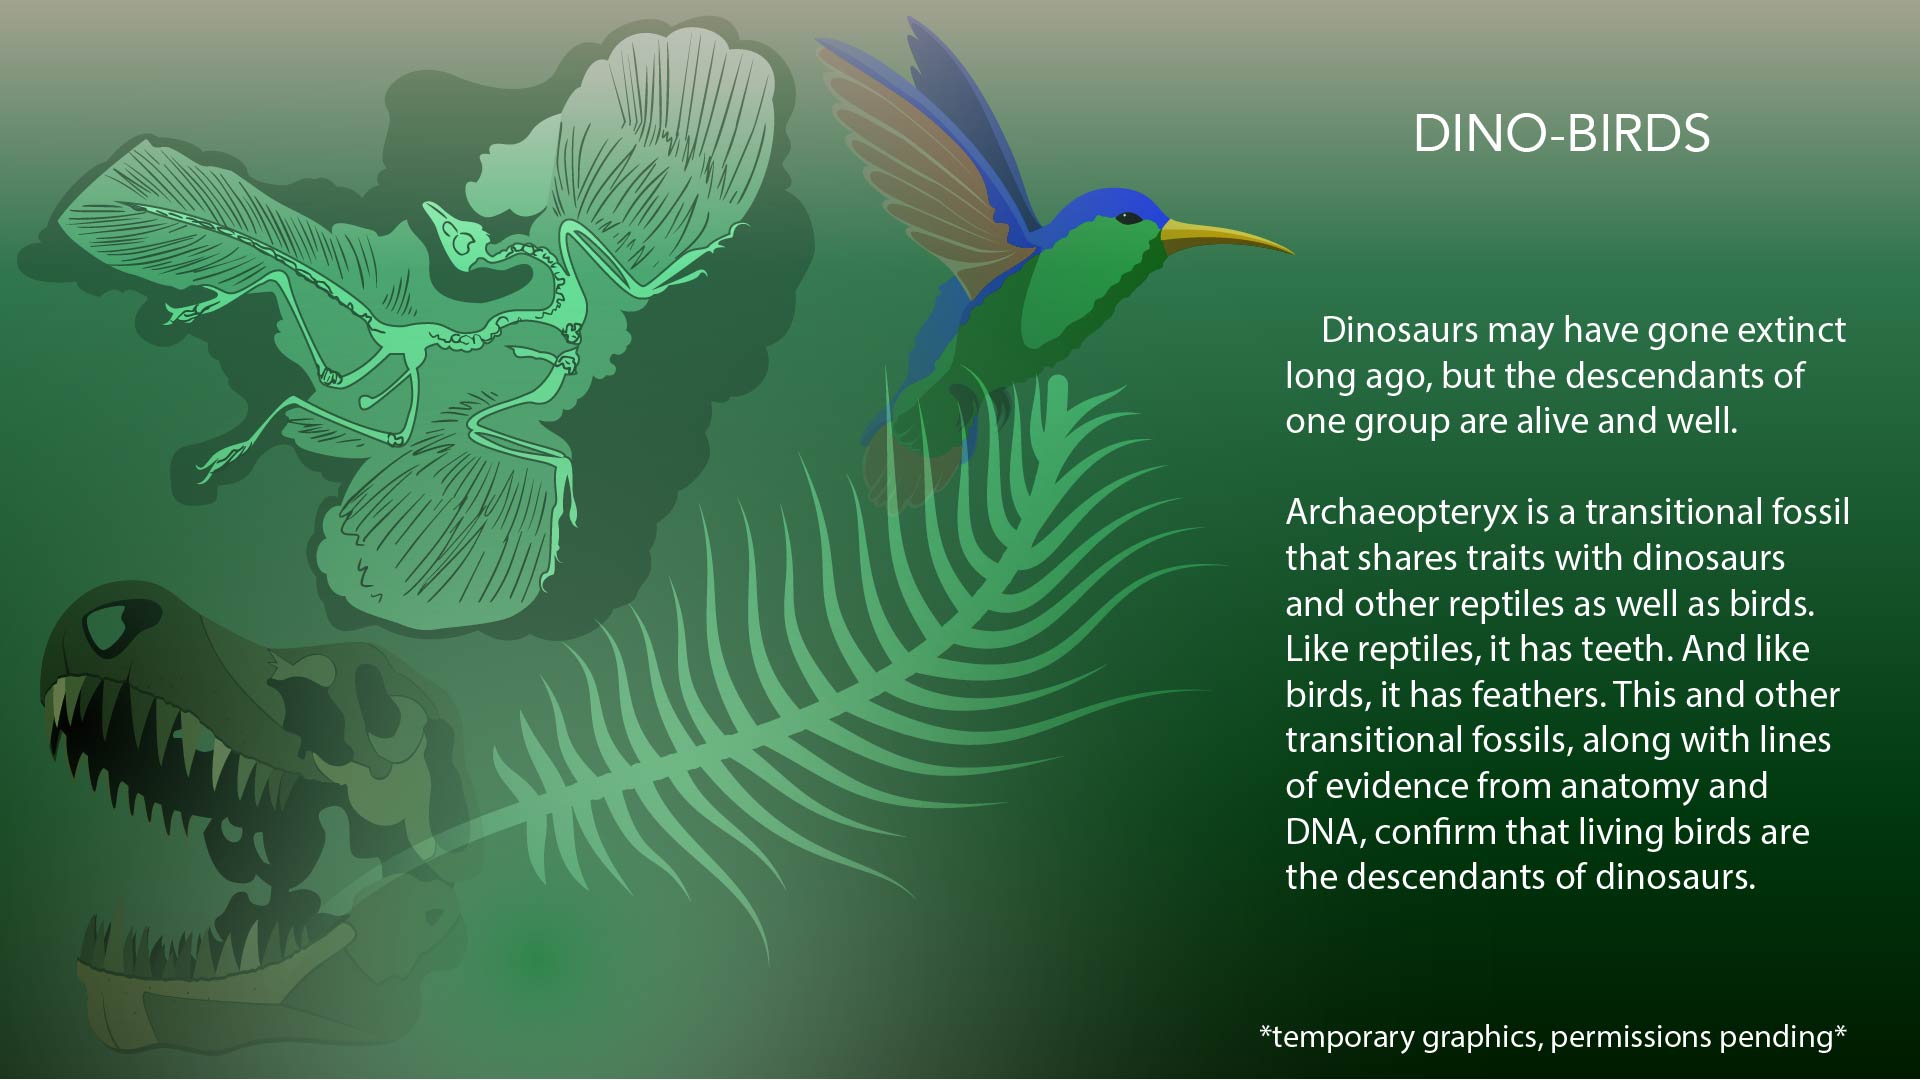 DINO-BIRDS
Dinosaurs may have gone extinct
long ago, but the descendants of
one group are alive and well.
Archaeopteryx is a transitional fossil
that shares traits with dinosaurs
and other reptiles as well as birds.
Like reptiles, it has teeth. And like
birds, it has feathers. This and other
transitional fossils, along with lines
of evidence from anatomy and
DNA, confirm that living birds are
the descendants of dinosaurs.
*temporary graphics, permissions pending*